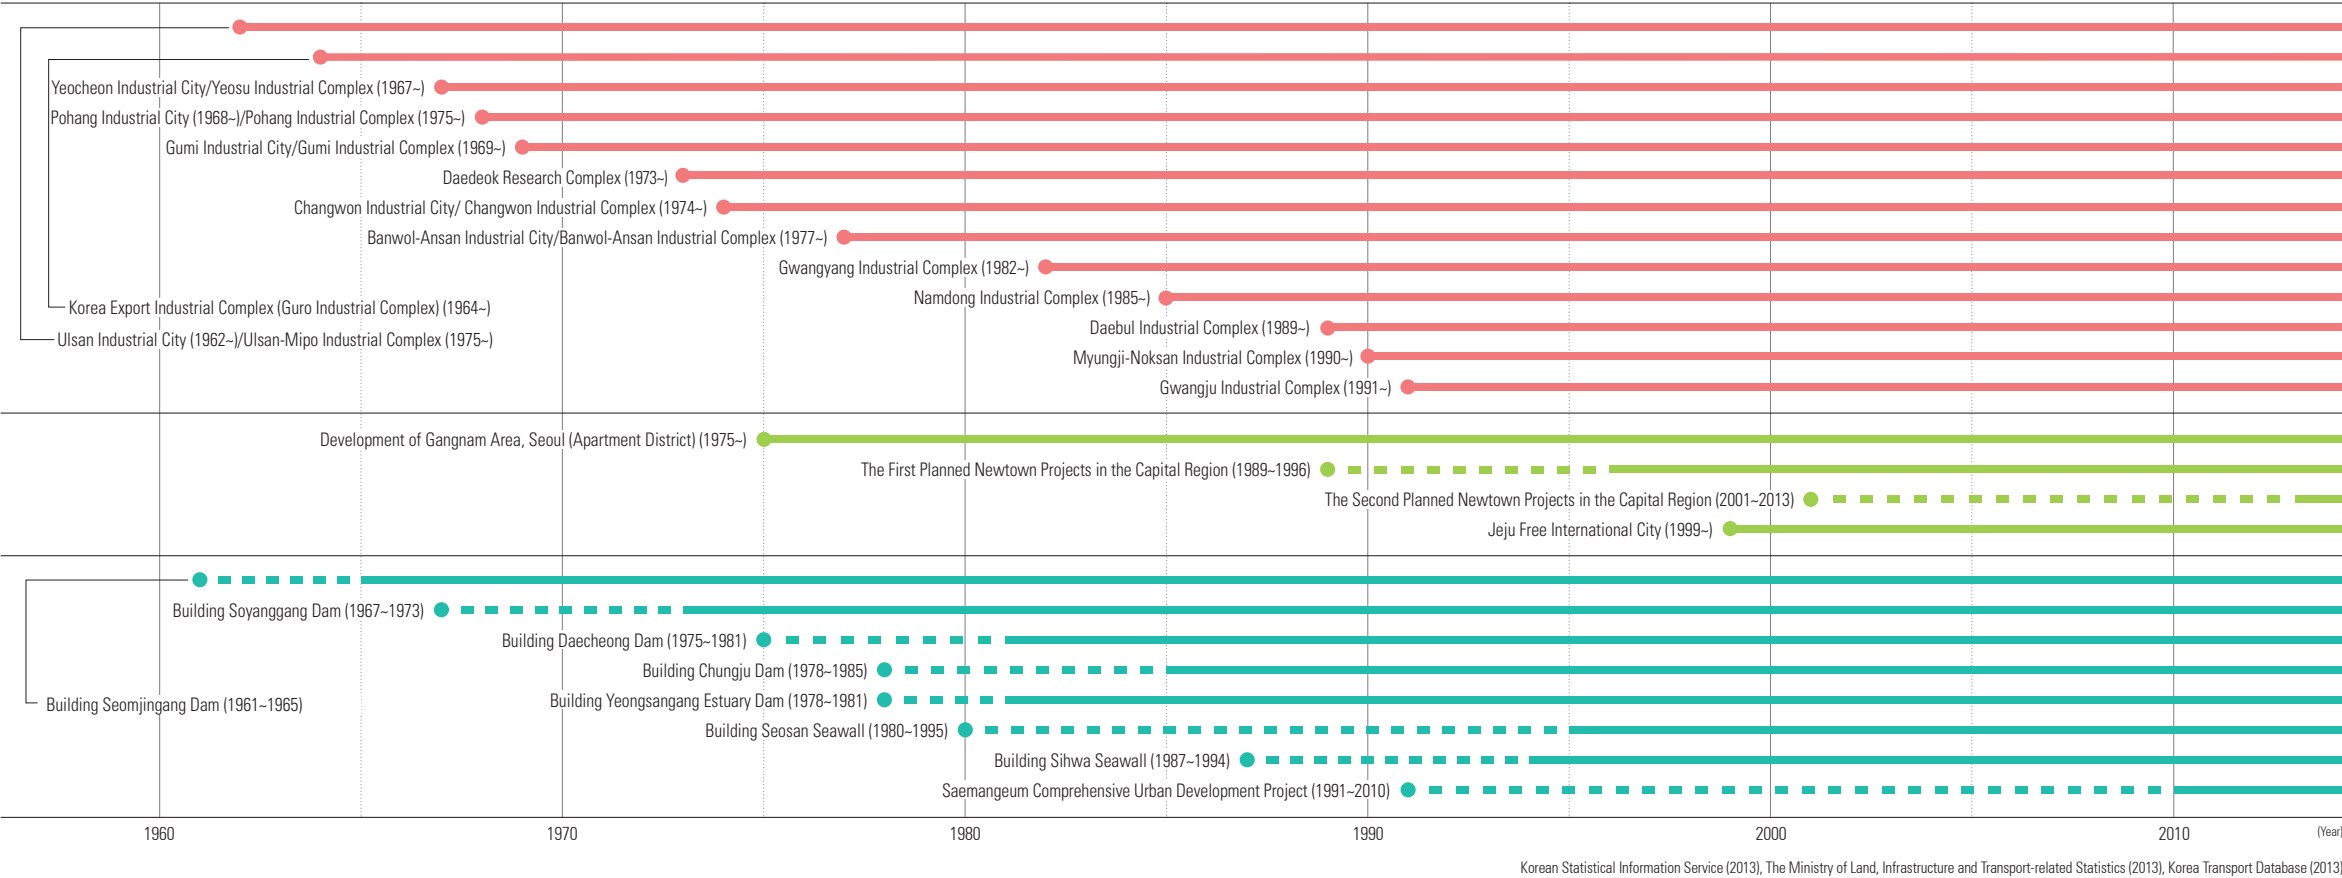 Yeocheon Industrial City/Yeosu Industrial Complex (1967~)
Pohang Industrial City (1968~)/Pohang Industrial Complex (1975~)
Gumi Industrial City/Gumi Industrial Complex (1969~)
Daedeok Research Complex (1973~)
Changwon Industrial City/ Changwon Industrial Complex (1974~)
Banwol-Ansan Industrial City/Banwol-Ansan Industrial Complex (1977~)
Gwangyang Industrial Complex (1982~)
Namdong Industrial Complex (1985~)
Korea Export Industrial Complex (Guro Industrial Complex) (1964~)
Daebul Industrial Complex (1989~)
Ulsan Industrial City (1962~)/Ulsan-Mipo Industrial Complex (1975~)
Myungji-Noksan Industrial Complex (1990~)
Gwangju Industrial Complex (1991~)
Development of Gangnam Area, Seoul (Apartment District) (1975~)
The First Planned Newtown Projects in the Capital Region (1989~1996)
The Second Planned Newtown Projects in the Capital Region (2001~2013)
Jeju Free International City (1999~)
Building Soyanggang Dam (1967~1973)
Building Daecheong Dam (1975~1981)
Building Chungju Dam (1978~1985)
Building Yeongsangang Estuary Dam (1978~1981)
Building Seomjingang Dam (1961~1965)
Building Seosan Seawall (1980~1995)
Building Sihwa Seawall (1987~1994)
Saemangeum Comprehensive Urban Development Project (1991~2010)
1960 1970 1980 1990 2000 2010 (Year)
Korean Statistical Information Service (2013), The Ministry of Land, Infrastructure and Transport-related Statistics (2013), Korea Transport Database (2013)